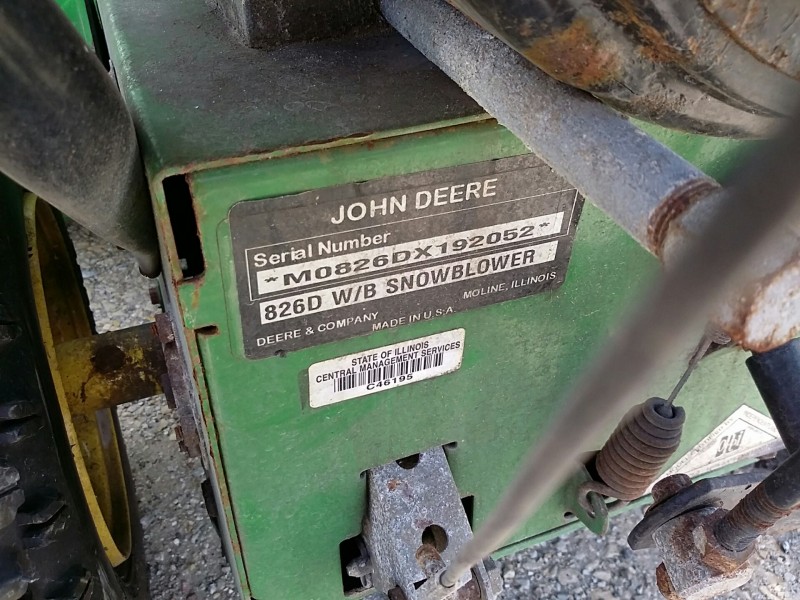 JOHN DEERE
Serial Number
*M0826DX192052*
826D W/B SNOWBLOWER
DEERE & COMPANY MOLINE, ILLINOIS
MADE IN U.S.A.
STATE OF ILLINOIS
CENTRAL MANAGEMENT SERVICES
C46195